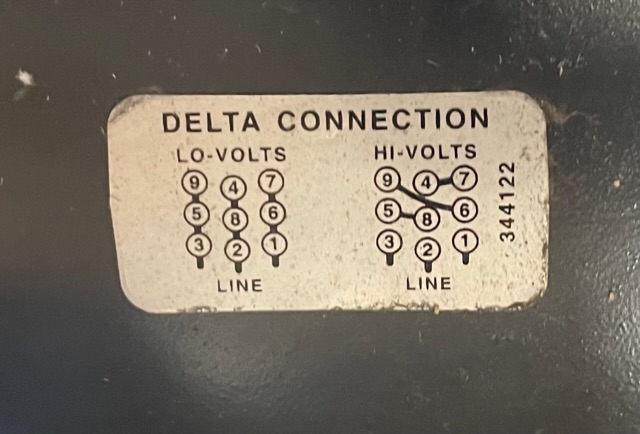 DELTA CONNECTION
LO-VOLTS
9 4 7
5 8 6
3 2 1
LINE
HI-VOLTS
9 4 7
5 8 6
3 2 1
LINE
344122